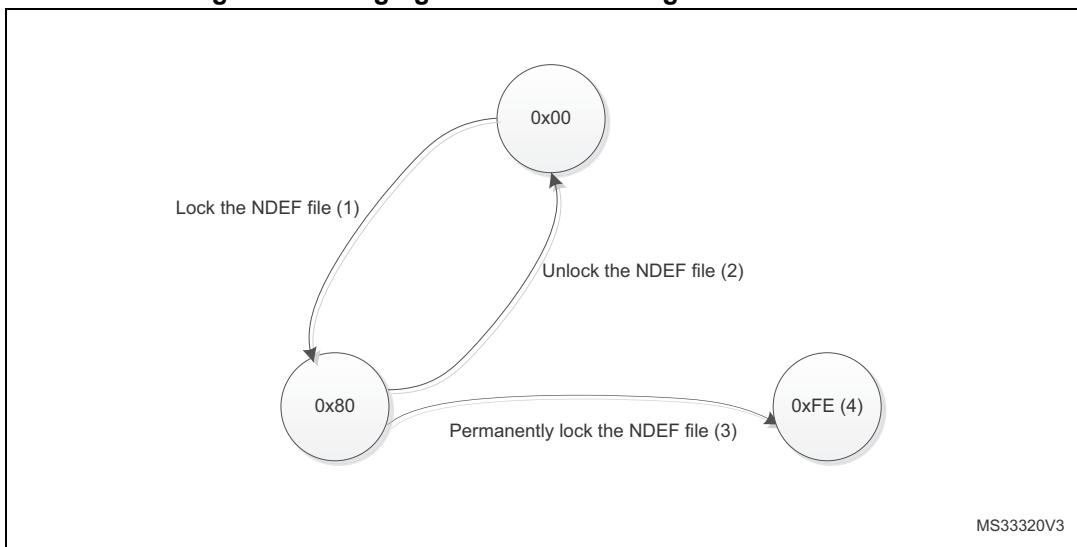 0x00
Lock the NDEF file (1)
Unlock the NDEF file (2)
0x80
0xFE (4)
Permanently lock the NDEF file (3)
MS33320V3